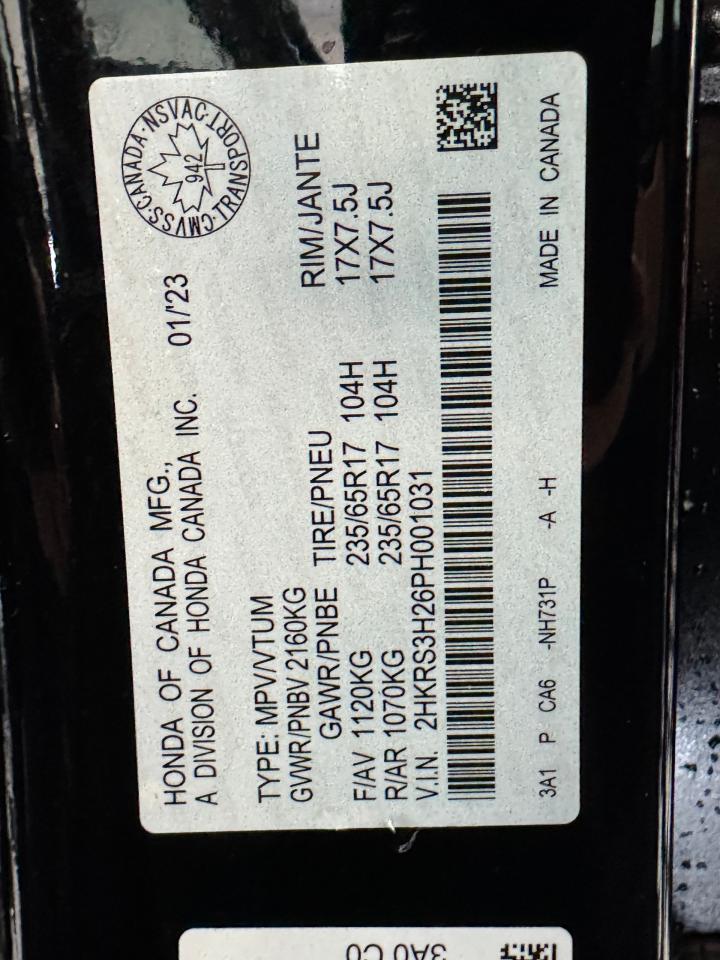 HONDA OF CANADA MFG.,
A DIVISION OF HONDA CANADA INC. 01/'23
CMVSS·CANADA·NSVAC·TRANSPORT·
942
TYPE: MPV/VTUM
GVWR/PNBV 2160KG
GAWR/PNBE TIRE/PNEU RIM/JANTE
F/AV 1120KG 235/65R17 104H 17X7.5J
R/AR 1070KG 235/65R17 104H 17X7.5J
V.I.N. 2HKRS3H26PH001031
3A1 P CA6 -NH731P -A -H MADE IN CANADA
3A0 C0